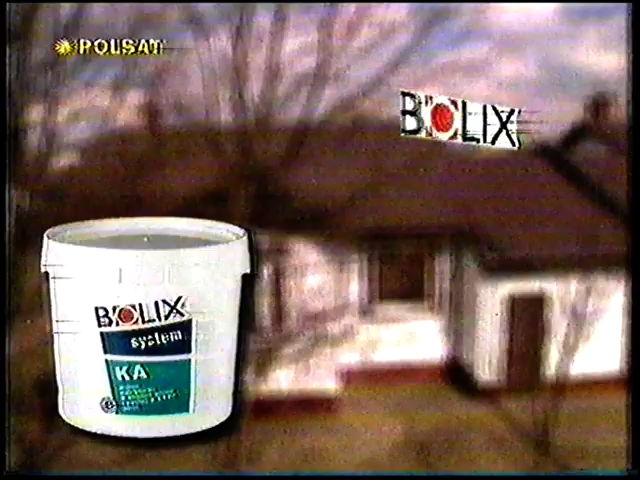 POLSAT
BOLIX
BOLIX
system
KA